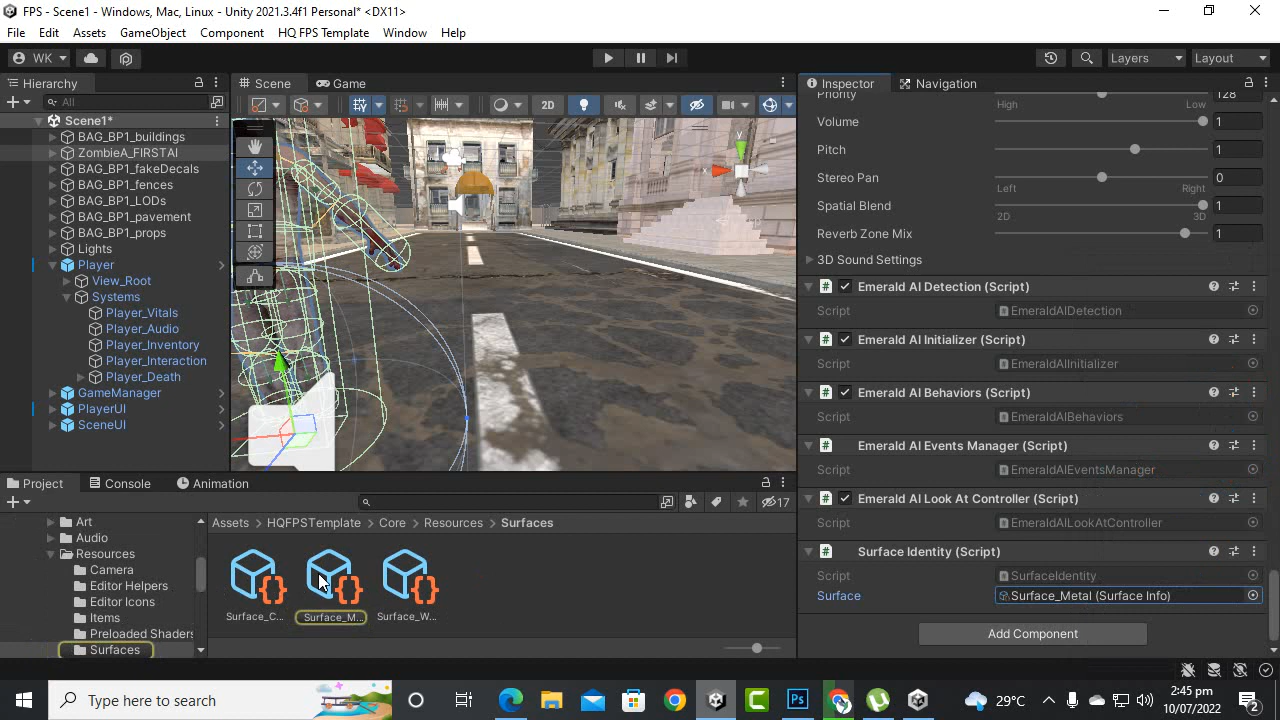 FPS - Scene1 - Windows, Mac, Linux - Unity 2021.3.4f1 Personal* <DX11>
File Edit Assets GameObject Component HQ FPS Template Window Help
WK Layers Layout
Hierarchy Scene Game Inspector Navigation
All 2D
Scene1*
BAG_BP1_buildings
ZombieA_FIRSTAI
BAG_BP1_fakeDecals
BAG_BP1_fences
BAG_BP1_LODs
BAG_BP1_pavement
BAG_BP1_props
Lights
Player
View_Root
Systems
Player_Vitals
Player_Audio
Player_Inventory
Player_Interaction
Player_Death
GameManager
PlayerUI
SceneUI
y
x
Priority 128
High Low
Volume 1
Pitch 1
Stereo Pan 0
Left Right
Spatial Blend 1
2D 3D
Reverb Zone Mix 1
3D Sound Settings
# Emerald AI Detection (Script)
Script EmeraldAIDetection
# Emerald AI Initializer (Script)
Script EmeraldAIInitializer
# Emerald AI Behaviors (Script)
Script EmeraldAIBehaviors
# Emerald AI Events Manager (Script)
Script EmeraldAIEventsManager
# Emerald AI Look At Controller (Script)
Script EmeraldAILookAtController
# Surface Identity (Script)
Script SurfaceIdentity
Surface Surface_Metal (Surface Info)
Add Component
Project Console Animation
17
Art
Audio
Resources
Camera
Editor Helpers
Editor Icons
Items
Preloaded Shaders
Surfaces
Assets > HQFPSTemplate > Core > Resources > Surfaces
Surface_C... Surface_M... Surface_W...
Type here to search
29°C
2:45 pm
10/07/2022
2